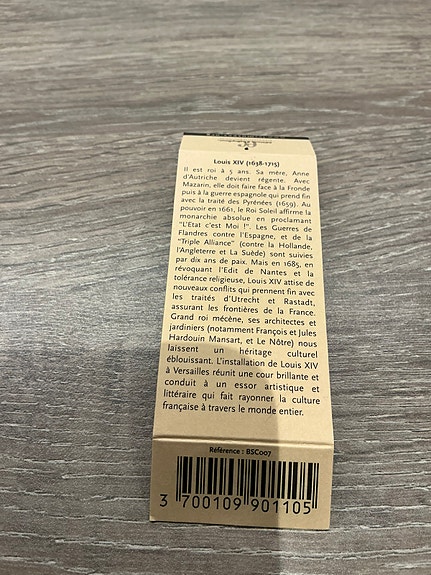 Louis XIV (1638-1715)
Il est roi à 5 ans. Sa mère, Anne
d'Autriche devient régente. Avec
Mazarin, elle doit faire face à la Fronde
puis à la guerre espagnole qui prend fin
avec la traité des Pyrénées (1659). Au
pouvoir en 1661, le Roi Soleil affirme la
monarchie absolue en proclamant
"L'Etat c'est Moi !". Les Guerres de
Flandres contre l'Espagne, et de la
"Triple Alliance" (contre la Hollande,
l'Angleterre et La Suède) sont suivies
par dix ans de paix. Mais en 1685, en
révoquant l'Edit de Nantes et la
tolérance religieuse, Louis XIV attise de
nouveaux conflits qui prennent fin avec
les traités d'Utrecht et Rastadt,
assurant les frontières de la France.
Grand roi mécène, ses architectes et
jardiniers (notamment François et Jules
Hardouin Mansart, et Le Nôtre) nous
laissent un héritage culturel
éblouissant. L'installation de Louis XIV
à Versailles réunit une cour brillante et
conduit à un essor artistique et
littéraire qui fait rayonner la culture
française à travers le monde entier.
Référence : BSC007
3 700109 901105